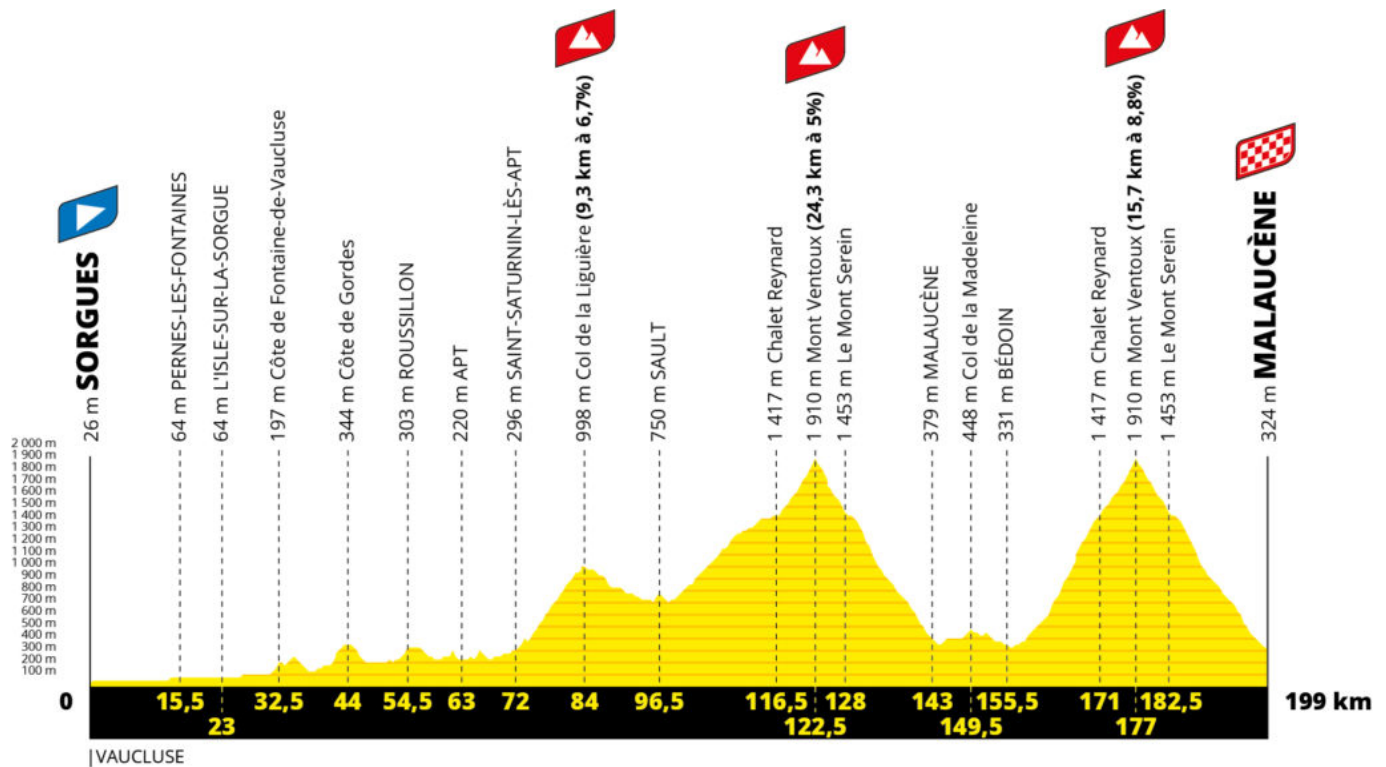 26 m SORGUES
64 m PERNES-LES-FONTAINES
64 m L'ISLE-SUR-LA-SORGUE
197 m Côte de Fontaine-de-Vaucluse
344 m Côte de Gordes
303 m ROUSSILLON
220 m APT
296 m SAINT-SATURNIN-LÈS-APT
998 m Col de la Liguière (9,3 km à 6,7%)
750 m SAULT
1 417 m Chalet Reynard
1 910 m Mont Ventoux (24,3 km à 5%)
1 453 m Le Mont Serein
379 m MALAUCÈNE
448 m Col de la Madeleine
331 m BÉDOIN
1 417 m Chalet Reynard
1 910 m Mont Ventoux (15,7 km à 8,8%)
1 453 m Le Mont Serein
324 m MALAUCÈNE
2 000 m
1 900 m
1 800 m
1 700 m
1 600 m
1 500 m
1 400 m
1 300 m
1 200 m
1 100 m
1 000 m
900 m
800 m
700 m
600 m
500 m
400 m
300 m
200 m
100 m
0 15,5 32,5 44 54,5 63 72 84 96,5 116,5 128 143 155,5 171 182,5 199 km
23 122,5 149,5 177
|VAUCLUSE